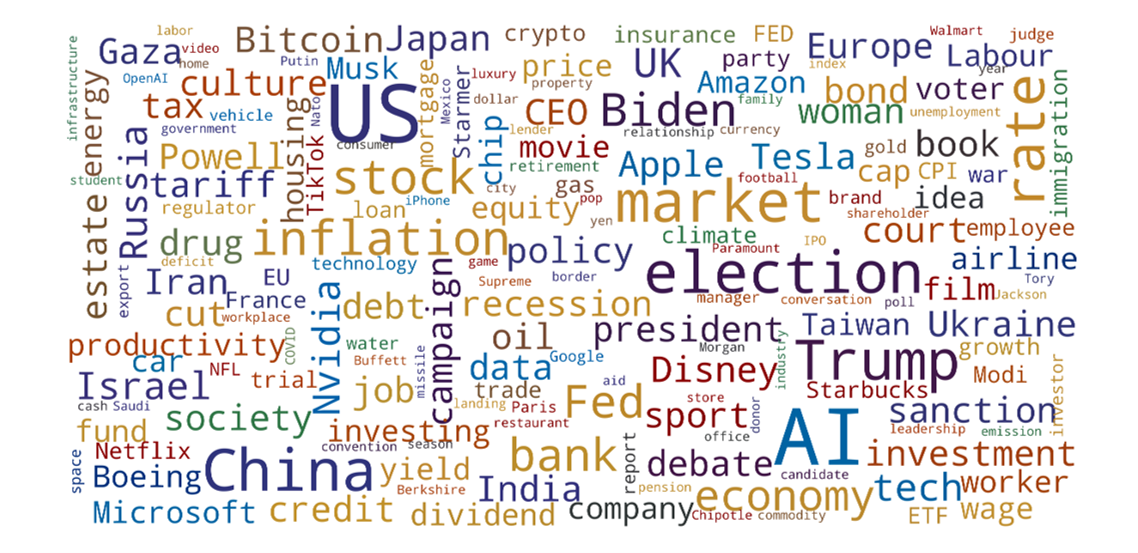 labor
Gaza
video
home
Bitcoin
Japan
crypto
insurance
FED
Europe
Walmart
judge
Labour
infrastructure
OpenAI
Putin
Musk
culture
US
mortgage
Mexico
Starmer
luxury
price
property
UK
party
index
Amazon
year
voter
bond
rate
immigration
energy
tax
vehicle
government
housing
Nato
TikTok
consumer
dollar
chip
CEO
lender
Biden
family
woman
unemployment
relationship
currency
movie
retirement
gold
book
Russia
Powell
student
tariff
stock
city
iPhone
gas
pop
Apple
Tesla
football
cap
CPI
war
idea
brand
shareholder
regulator
loan
equity
yen
market
court
employee
estate
drug
inflation
policy
climate
Paramount
IPO
airline
deficit
technology
game
Supreme
border
election
Tory
export
Iran
EU
France
Nvidia
debt
campaign
recession
manager
conversation
poll
film
Jackson
cut
workplace
COVID
oil
president
Taiwan
Ukraine
productivity
water
Buffett
missile
data
Google
Morgan
industry
Trump
growth
car
NFL
trial
job
trade
aid
Disney
Starbucks
Modi
investor
Israel
cash
Saudi
society
landing
Paris
restaurant
Fed
store
sport
donor
AI
sanction
leadership
emission
fund
investing
convention
season
office
Netflix
space
Boeing
China
yield
Berkshire
bank
India
report
debate
candidate
investment
pension
economy
tech
worker
Microsoft
credit
dividend
company
Chipotle
commodity
ETF
wage